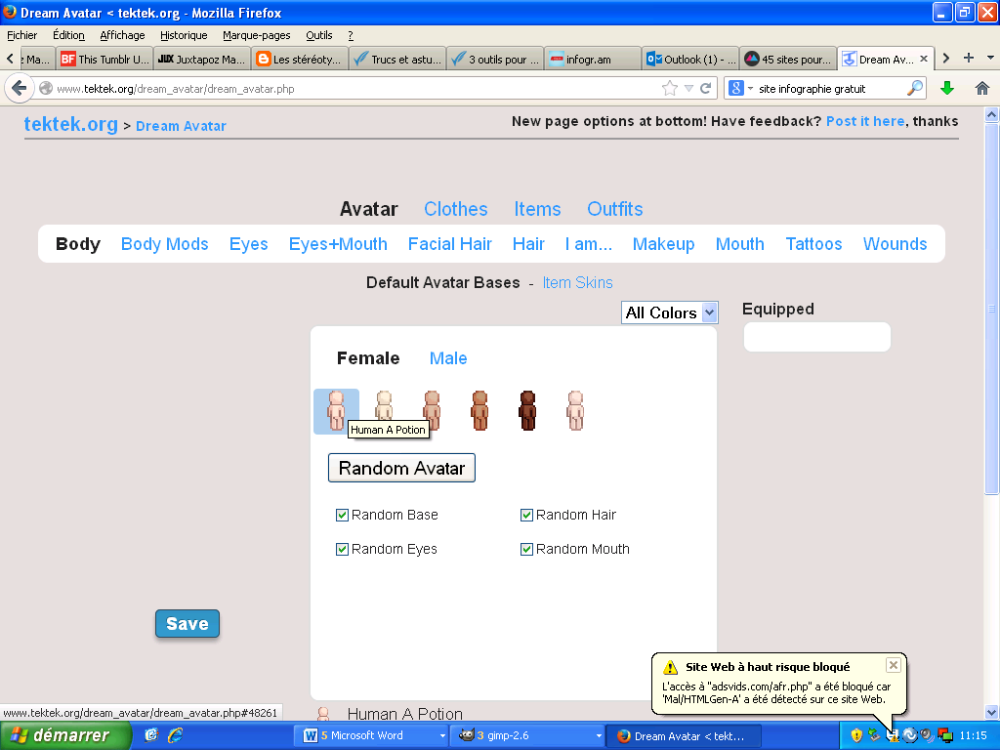 Dream Avatar < tektek.org - Mozilla Firefox
Fichier Édition Affichage Historique Marque-pages Outils ?
z Ma... BF This Tumblr U... JUX Juxtapoz Ma... Les stéréoty... Trucs et astu... 3 outils pour ... infogr.am Outlook (1) - ... 45 sites pour... Dream Av...
www.tektek.org/dream_avatar/dream_avatar.php
8 site infographie gratuit
tektek.org > Dream Avatar
New page options at bottom! Have feedback? Post it here, thanks
Avatar Clothes Items Outfits
Body Body Mods Eyes Eyes+Mouth Facial Hair Hair I am... Makeup Mouth Tattoos Wounds
Default Avatar Bases - Item Skins
All Colors
Equipped
Female Male
Human A Potion
Random Avatar
Random Base Random Hair
Random Eyes Random Mouth
Save
Site Web à haut risque bloqué
L'accès à "adsvids.com/afr.php" a été bloqué car
'Mal/HTMLGen-A' a été détecté sur ce site Web.
www.tektek.org/dream_avatar/dream_avatar.php#48261
Human A Potion
démarrer
5 Microsoft Word
3 gimp-2.6
Dream Avatar < tekt...
11:15